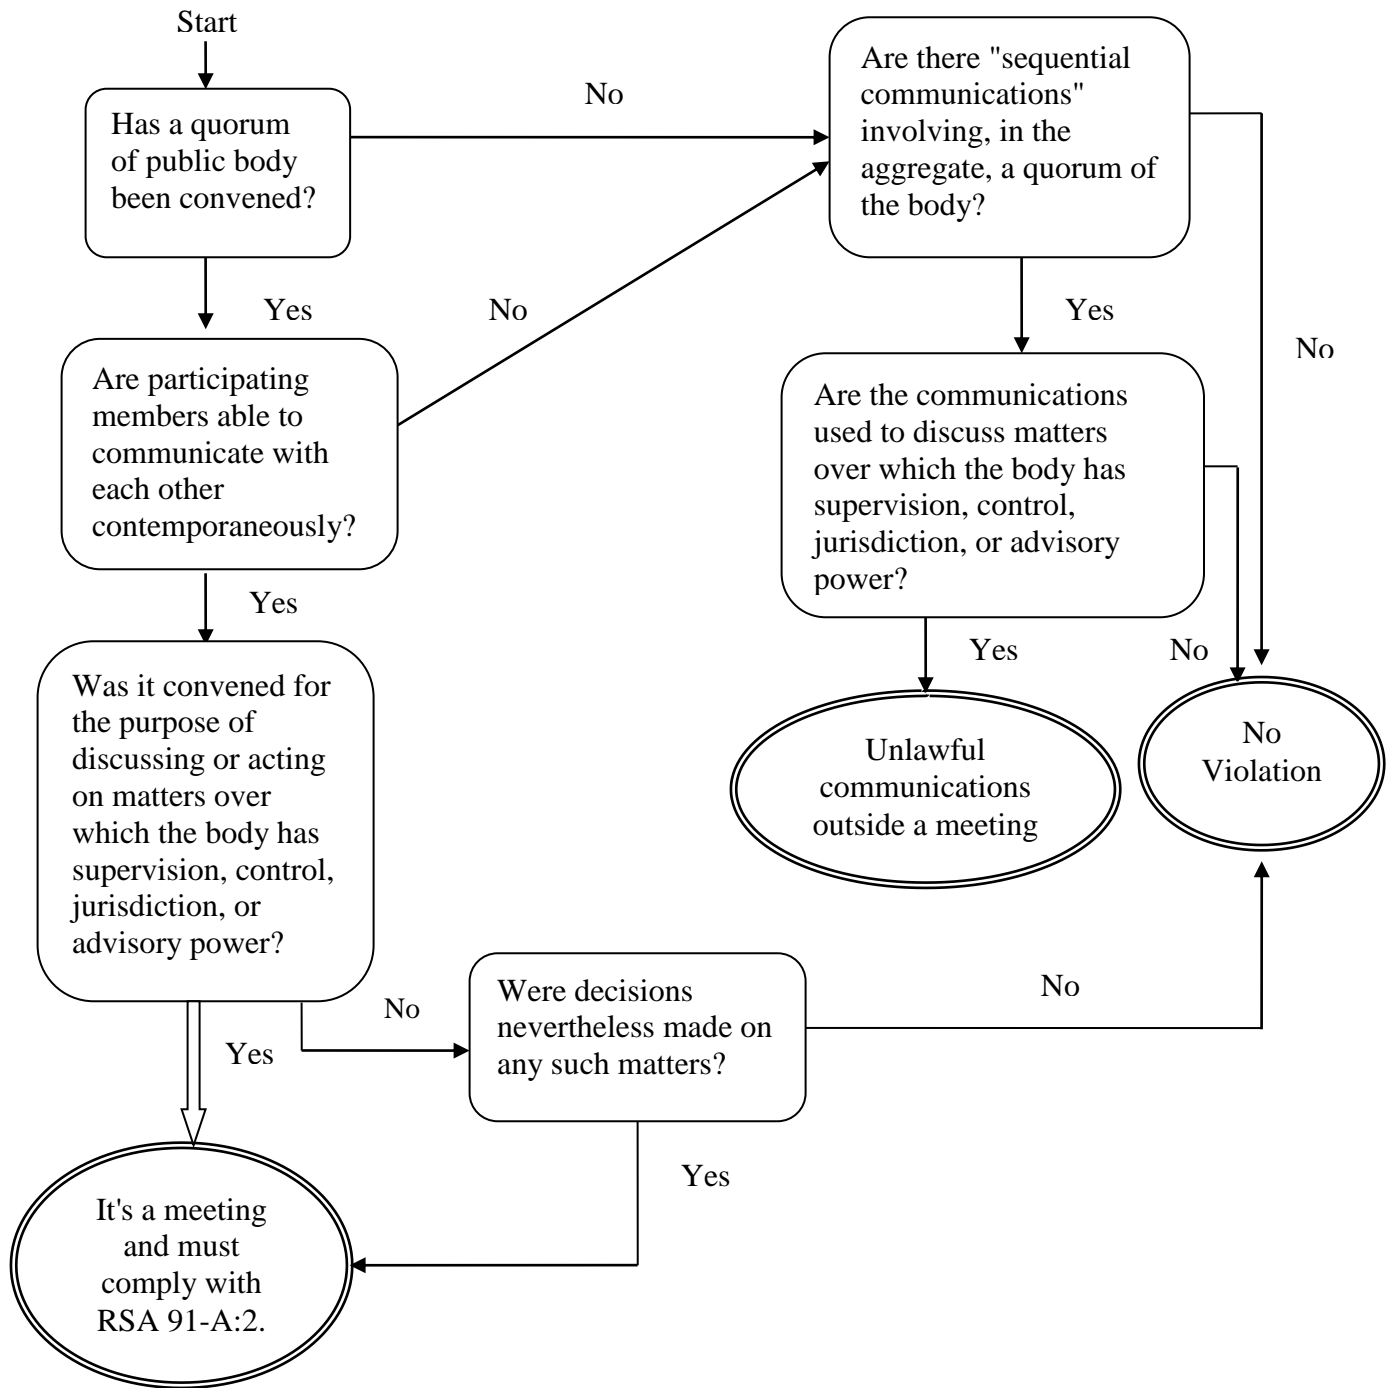 Start
Has a quorum
of public body
been convened?
No
Are there "sequential
communications"
involving, in the
aggregate, a quorum of
the body?
Yes
No
Yes
No
Are participating
members able to
communicate with
each other
contemporaneously?
Are the communications
used to discuss matters
over which the body has
supervision, control,
jurisdiction, or advisory
power?
Yes
Yes
No
Was it convened for
the purpose of
discussing or acting
on matters over
which the body has
supervision, control,
jurisdiction, or
advisory power?
Unlawful
communications
outside a meeting
No
Violation
No
Yes
Were decisions
nevertheless made on
any such matters?
No
Yes
It's a meeting
and must
comply with
RSA 91-A:2.